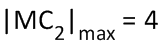 |MC₂|ₘₐₓ = 4